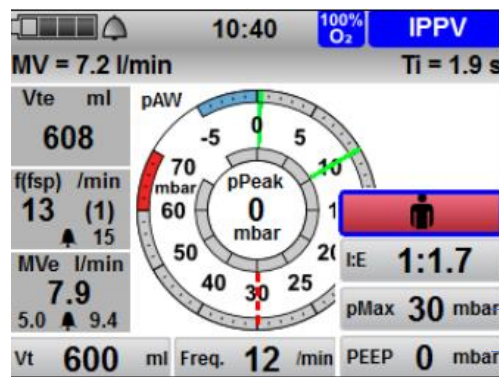 10:40
100%
O₂
IPPV
MV = 7.2 l/min
Ti = 1.9 s
Vte ml
608
f(fsp) /min
13 (1)
15
MVe l/min
7.9
5.0 9.4
pAW
-5
0
5
10
20
25
30
40
50
60
70
mbar
pPeak
0
mbar
I:E 1:1.7
pMax 30 mbar
Vt 600 ml
Freq. 12 /min
PEEP 0 mbar